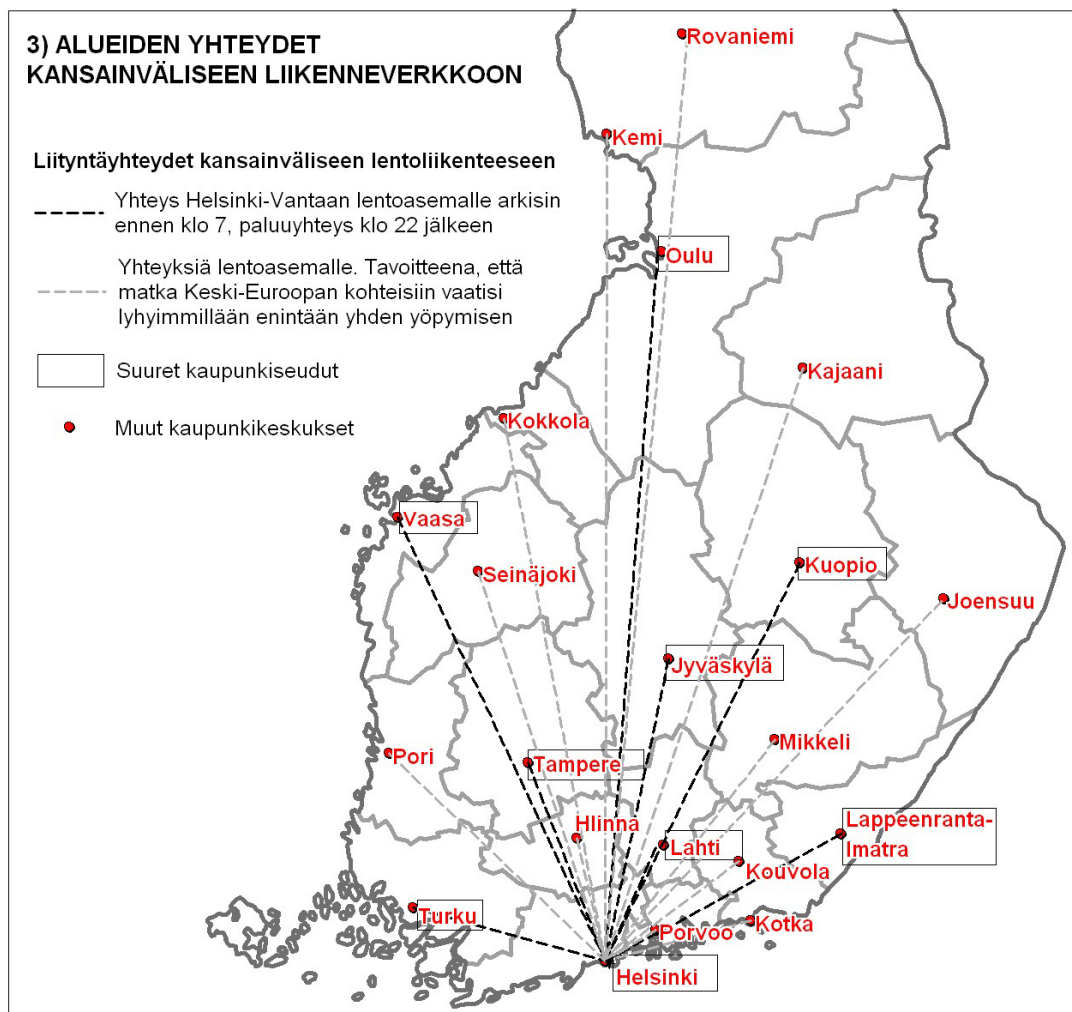 3) ALUEIDEN YHTEYDET
KANSAINVÄLISEEN LIIKENNEVERKKOON
Liityntäyhteydet kansainväliseen lentoliikenteeseen
Yhteys Helsinki-Vantaan lentoasemalle arkisin
ennen klo 7, paluuyhteys klo 22 jälkeen
Yhteyksiä lentoasemalle. Tavoitteena, että
matka Keski-Euroopan kohteisiin vaatisi
lyhyimmillään enintään yhden yöpymisen
Suuret kaupunkiseudut
Muut kaupunkikeskukset
Rovaniemi
Kemi
Oulu
Kajaani
Kokkola
Vaasa
Seinäjoki
Kuopio
Joensuu
Jyväskylä
Mikkeli
Pori
Tampere
Hlinna
Lahti
Lappeenranta-
Imatra
Kouvola
Turku
Porvoo
Kotka
Helsinki